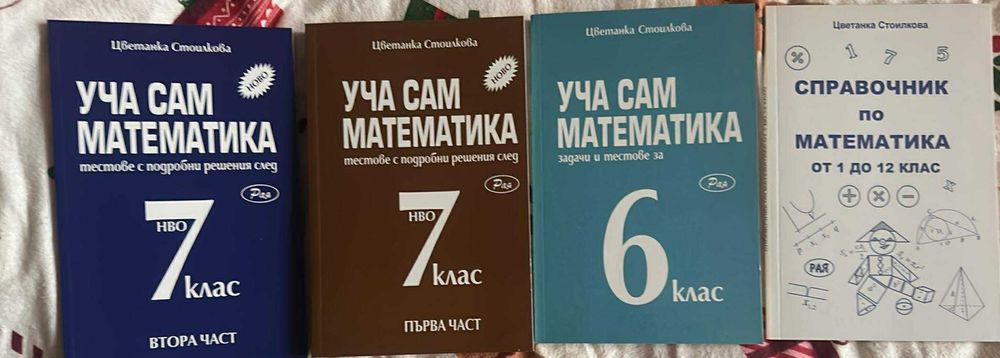 Цветанка Стоилкова
УЧА САМ
НОВО
МАТЕМАТИКА
тестове с подробни решения след
Рая
НВО
7
клас
ВТОРА ЧАСТ
Цветанка Стоилкова
УЧА САМ
НОВО
МАТЕМАТИКА
тестове с подробни решения след
Рая
НВО
7
клас
ПЪРВА ЧАСТ
Цветанка Стоилкова
УЧА САМ
МАТЕМАТИКА
задачи и тестове за
Рая
6
клас
Цветанка Стоилкова
% 1 7 5
СПРАВОЧНИК
ПО
МАТЕМАТИКА
ОТ 1 ДО 12 КЛАС
× + −
РАЯ